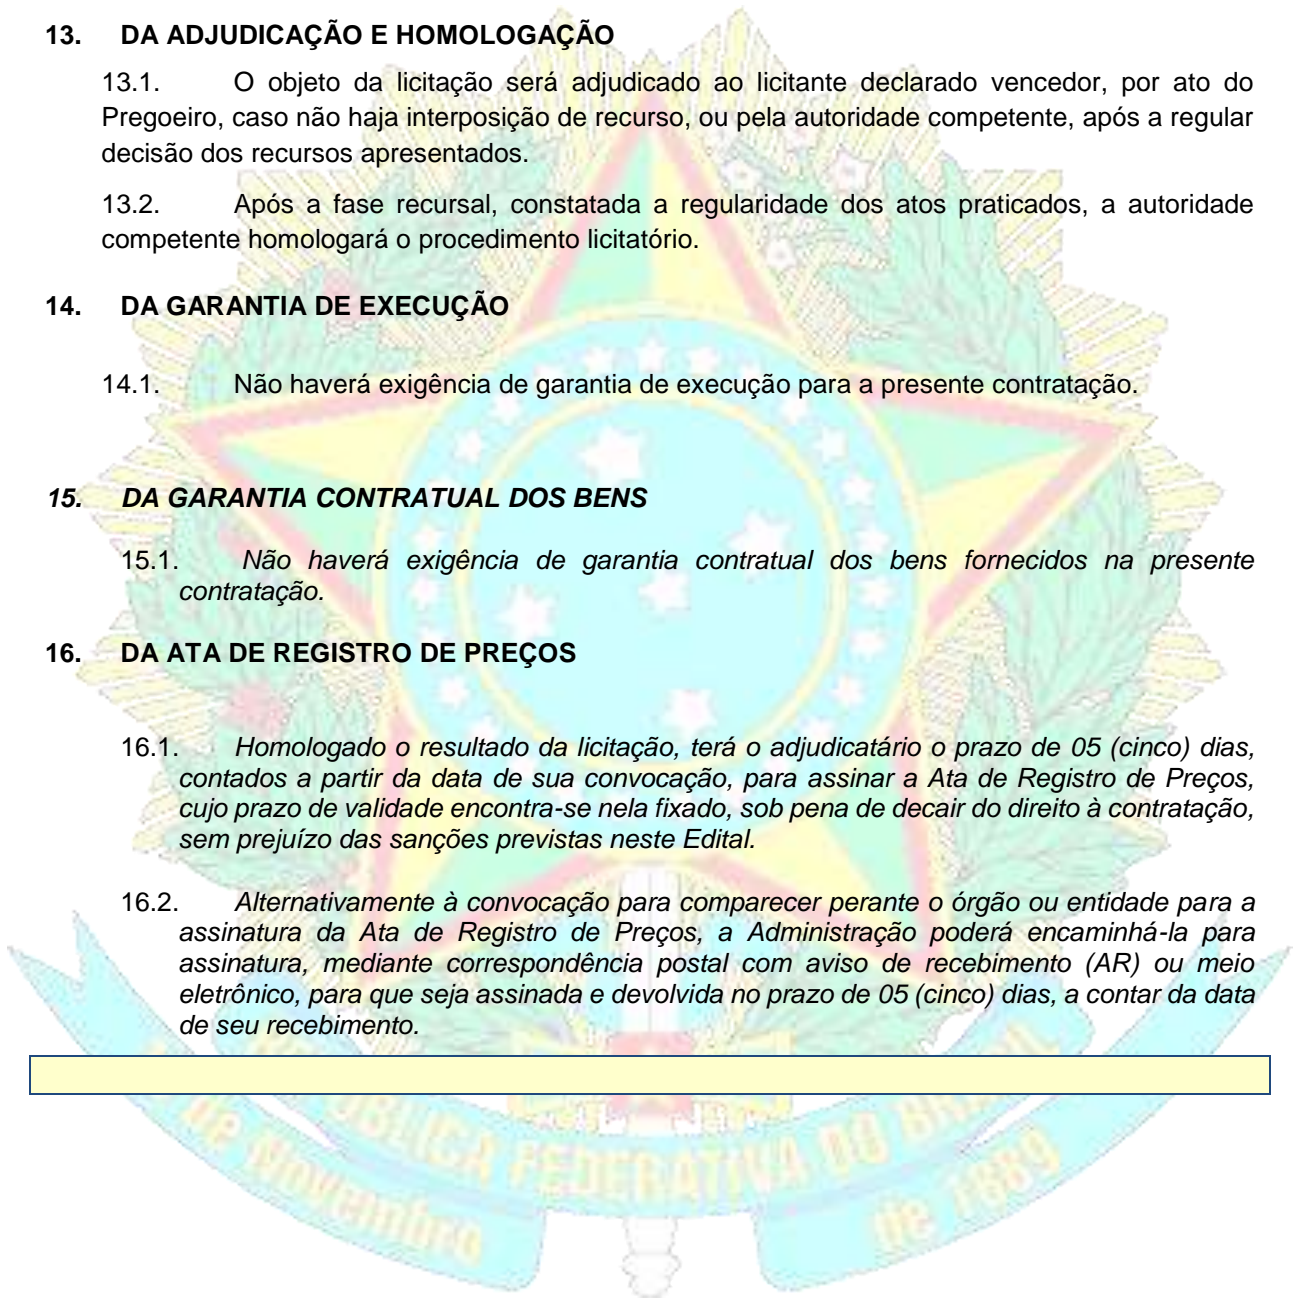 13. DA ADJUDICAÇÃO E HOMOLOGAÇÃO
13.1. O objeto da licitação será adjudicado ao licitante declarado vencedor, por ato do
Pregoeiro, caso não haja interposição de recurso, ou pela autoridade competente, após a regular
decisão dos recursos apresentados.
13.2. Após a fase recursal, constatada a regularidade dos atos praticados, a autoridade
competente homologará o procedimento licitatório.
14. DA GARANTIA DE EXECUÇÃO
14.1. Não haverá exigência de garantia de execução para a presente contratação.
15. DA GARANTIA CONTRATUAL DOS BENS
15.1. Não haverá exigência de garantia contratual dos bens fornecidos na presente
contratação.
16. DA ATA DE REGISTRO DE PREÇOS
16.1. Homologado o resultado da licitação, terá o adjudicatário o prazo de 05 (cinco) dias,
contados a partir da data de sua convocação, para assinar a Ata de Registro de Preços,
cujo prazo de validade encontra-se nela fixado, sob pena de decair do direito à contratação,
sem prejuízo das sanções previstas neste Edital.
16.2. Alternativamente à convocação para comparecer perante o órgão ou entidade para a
assinatura da Ata de Registro de Preços, a Administração poderá encaminhá-la para
assinatura, mediante correspondência postal com aviso de recebimento (AR) ou meio
eletrônico, para que seja assinada e devolvida no prazo de 05 (cinco) dias, a contar da data
de seu recebimento.
REPÚBLICA FEDERATIVA DO BRASIL
de Novembro
de 1889